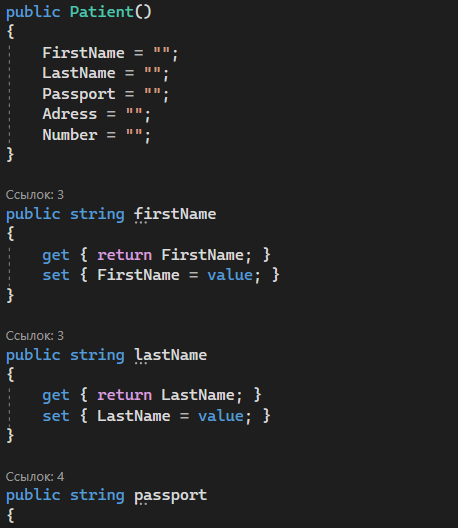 public Patient()
{
FirstName = "";
LastName = "";
Passport = "";
Adress = "";
Number = "";
}
Ссылок: 3
public string firstName
{
get { return FirstName; }
set { FirstName = value; }
}
Ссылок: 3
public string lastName
{
get { return LastName; }
set { LastName = value; }
}
Ссылок: 4
public string passport
{